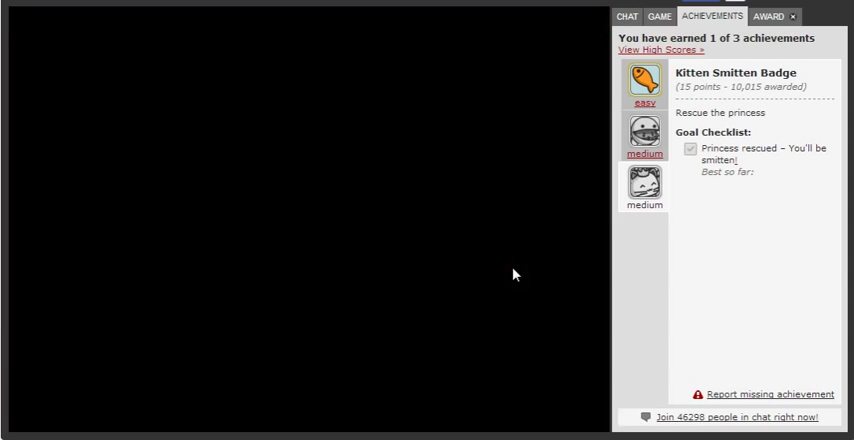 CHAT GAME ACHIEVEMENTS AWARD
You have earned 1 of 3 achievements
View High Scores »
easy
medium
medium
Kitten Smitten Badge
(15 points - 10,015 awarded)
Rescue the princess
Goal Checklist:
Princess rescued – You'll be
smitten!
Best so far:
Report missing achievement
Join 46298 people in chat right now!